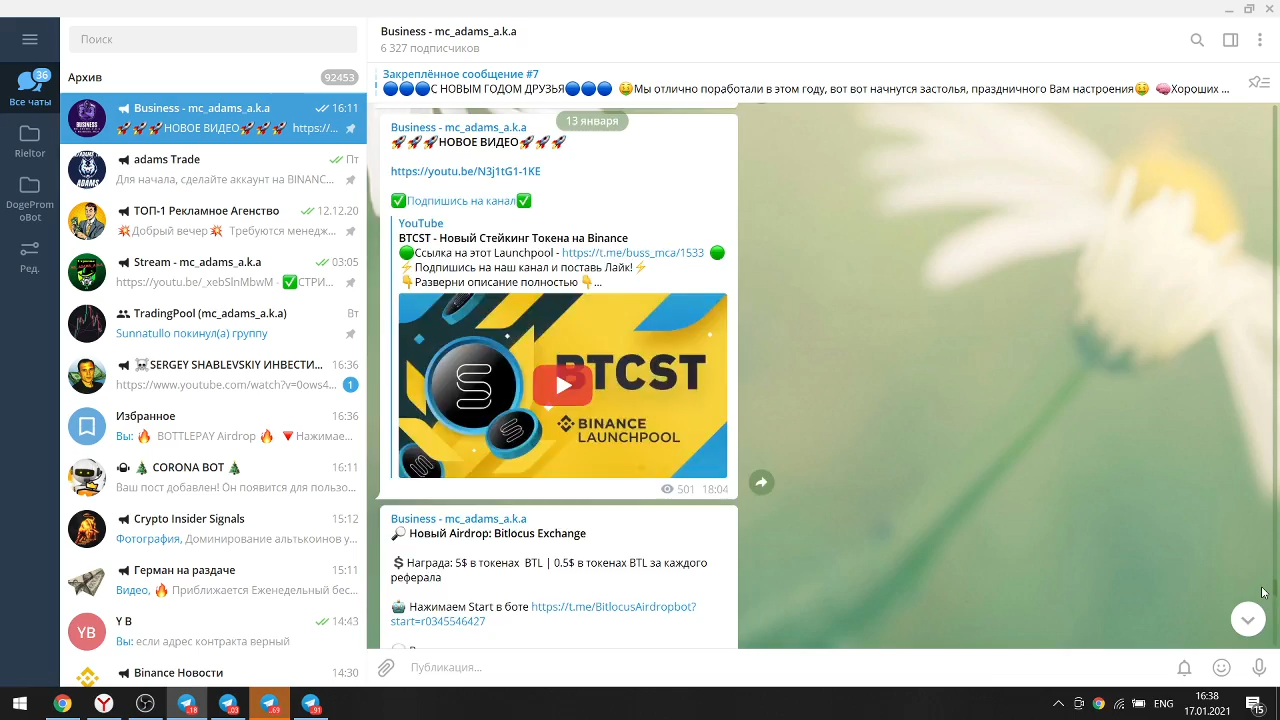 Поиск
Business - mc_adams_a.k.a
6 327 подписчиков
Закреплённое сообщение #7
🔵🔵🔵С НОВЫМ ГОДОМ ДРУЗЬЯ🔵🔵🔵 🤑Мы отлично поработали в этом году, вот вот начнутся застолья, праздничного Вам настроения🤑 🧠Хороших ...
36
Все чаты
Rieltor
DogeProm
oBot
Ред.
Архив
92453
Business - mc_adams_a.k.a
16:11
🚀🚀🚀НОВОЕ ВИДЕО🚀🚀🚀 https://...
adams Trade
Пт
Для начала, сделайте аккаунт на BINANC...
ТОП-1 Рекламное Агенство
12.12.20
💥Добрый вечер💥 Требуются менедж...
Stream - mc_adams_a.k.a
03:05
https://youtu.be/_xebSlnMbwM - ✅СТРИ...
TradingPool (mc_adams_a.k.a)
Вт
Sunnatullo покинул(а) группу
☠️SERGEY SHABLEVSKIY ИНВЕСТИ...
16:36
https://www.youtube.com/watch?v=0ows4...
1
Избранное
16:36
Вы: 🔥 BOTTLEPAY Airdrop 🔥 🔻Нажимае...
🎄 CORONA BOT 🎄
16:11
Ваш пост добавлен! Он появится для пользо...
Crypto Insider Signals
15:12
Фотография, Доминирование альткоинов у...
Герман на раздаче
15:11
Видео, 🔥 Приближается Еженедельный бес...
YB
Y B
14:43
Вы: если адрес контракта верный
Binance Новости
14:30
13 января
Business - mc_adams_a.k.a
🚀🚀🚀НОВОЕ ВИДЕО🚀🚀🚀
https://youtu.be/N3j1tG1-1KE
✅Подпишись на канал✅
YouTube
BTCST - Новый Стейкинг Токена на Binance
🟢Ссылка на этот Launchpool - https://t.me/buss_mca/1533 🟢
⚡Подпишись на наш канал и поставь Лайк!⚡
👇Разверни описание полностью👇...
BTCST
BINANCE
LAUNCHPOOL
501 18:04
Business - mc_adams_a.k.a
🔎 Новый Airdrop: Bitlocus Exchange
💲Награда: 5$ в токенах BTL | 0.5$ в токенах BTL за каждого
реферала
🤖 Нажимаем Start в боте https://t.me/BitlocusAirdropbot?
start=r0345546427
Публикация...
18
03
69
91
ENG
16:38
17.01.2021
15